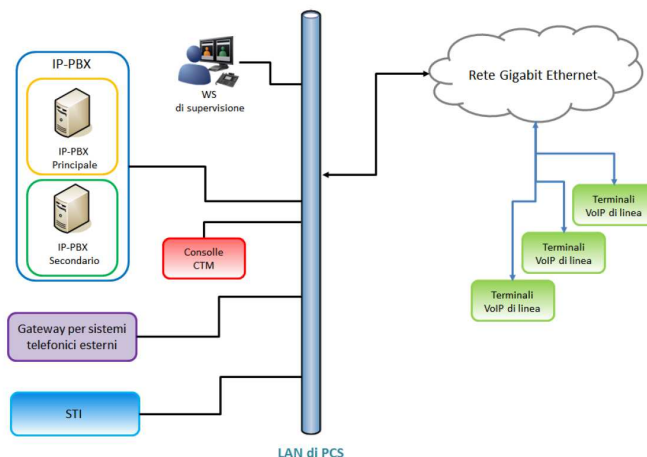 IP-PBX
IP-PBX
Principale
IP-PBX
Secondario
WS
di supervisione
Consolle
CTM
Gateway per sistemi
telefonici esterni
STI
LAN di PCS
Rete Gigabit Ethernet
Terminali
VoIP di linea
Terminali
VoIP di linea
Terminali
VoIP di linea